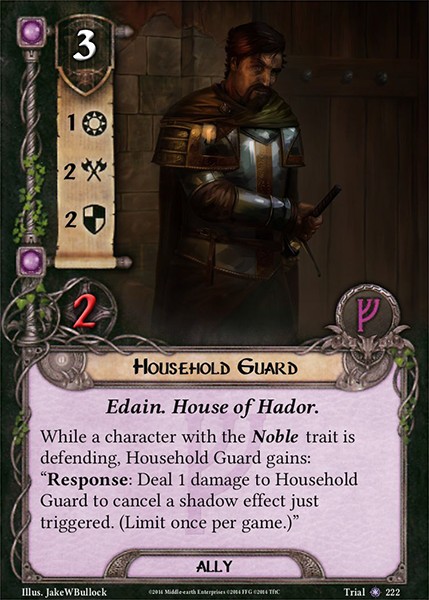 3
1
2
2
2
Household Guard
Edain. House of Hador.
While a character with the Noble trait is
defending, Household Guard gains:
“Response: Deal 1 damage to Household
Guard to cancel a shadow effect just
triggered. (Limit once per game.)”
ALLY
Illus. JakeWBullock
©2014 Middle-earth Enterprises ©2014 FFG ©2014 TftC
Trial 222